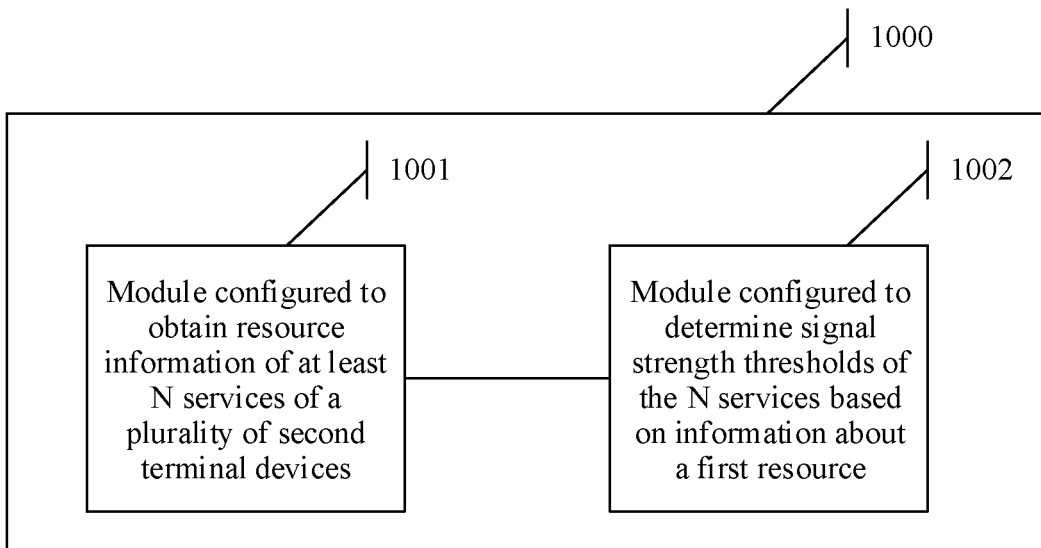 1000
1001
1002
Module configured to
obtain resource
information of at least
N services of a
plurality of second
terminal devices
Module configured to
determine signal
strength thresholds of
the N services based
on information about
a first resource